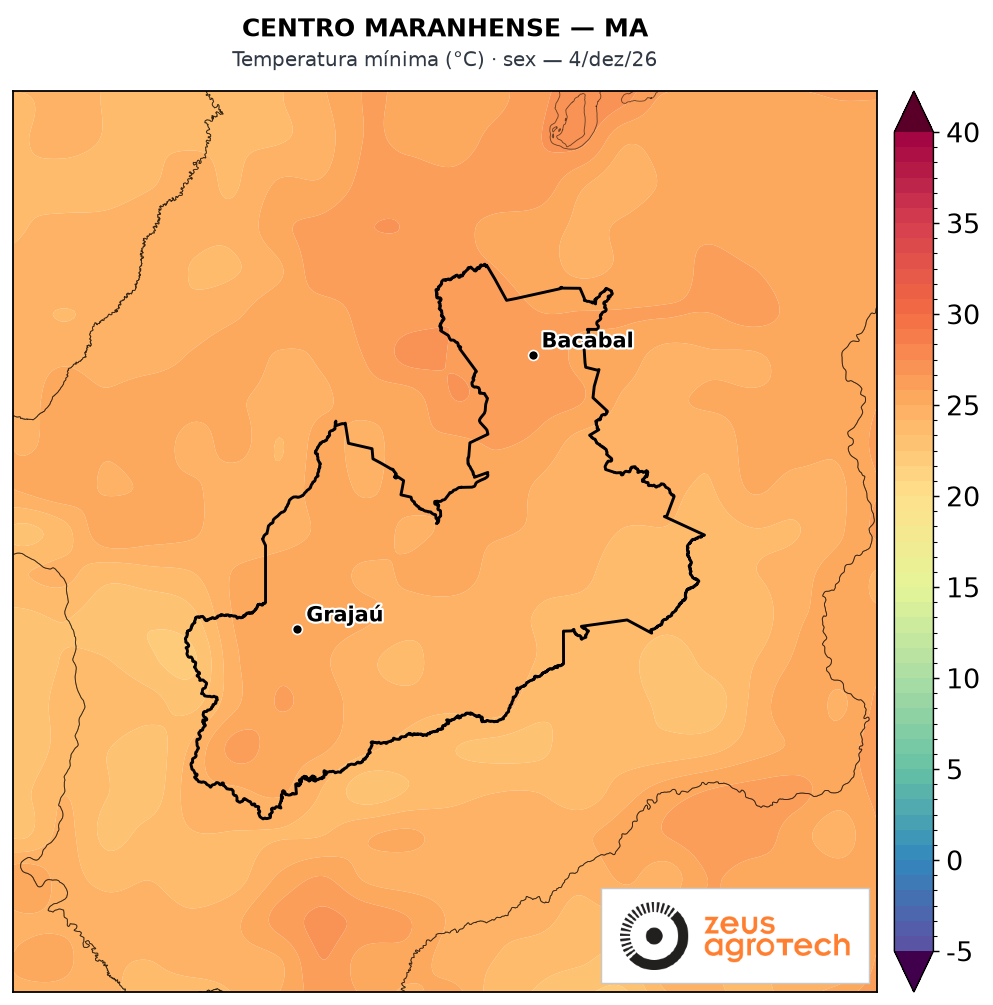 CENTRO MARANHENSE — MA
Temperatura mínima (°C) · sex — 4/dez/26
40
35
30
25
20
15
10
5
0
-5
Bacabal
Grajaú
zeus
agrotech